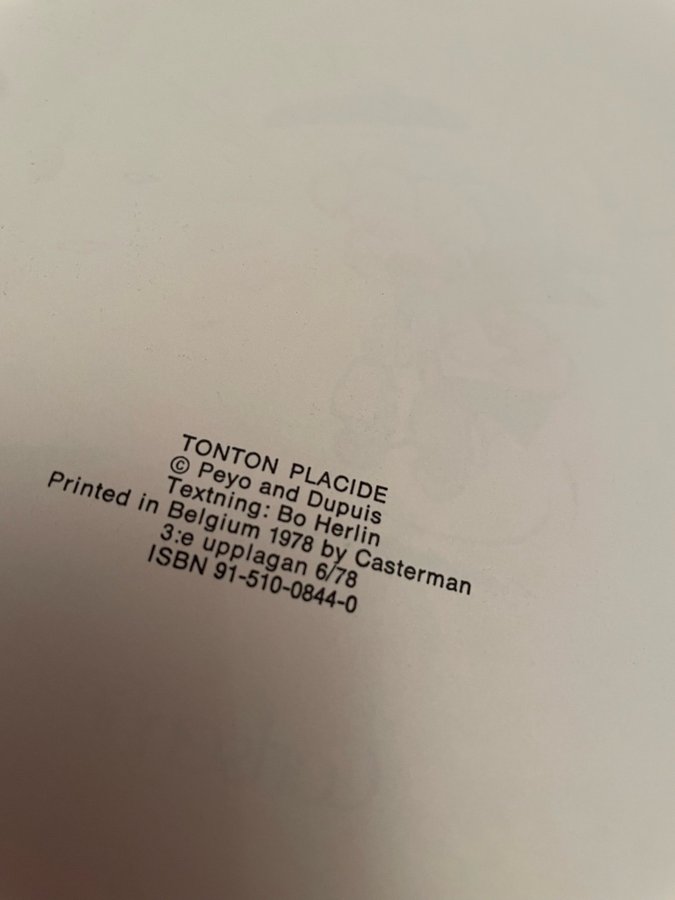 TONTON PLACIDE
© Peyo and Dupuis
Textning: Bo Herlin
Printed in Belgium 1978 by Casterman
3:e upplagan 6/78
ISBN 91-510-0844-0